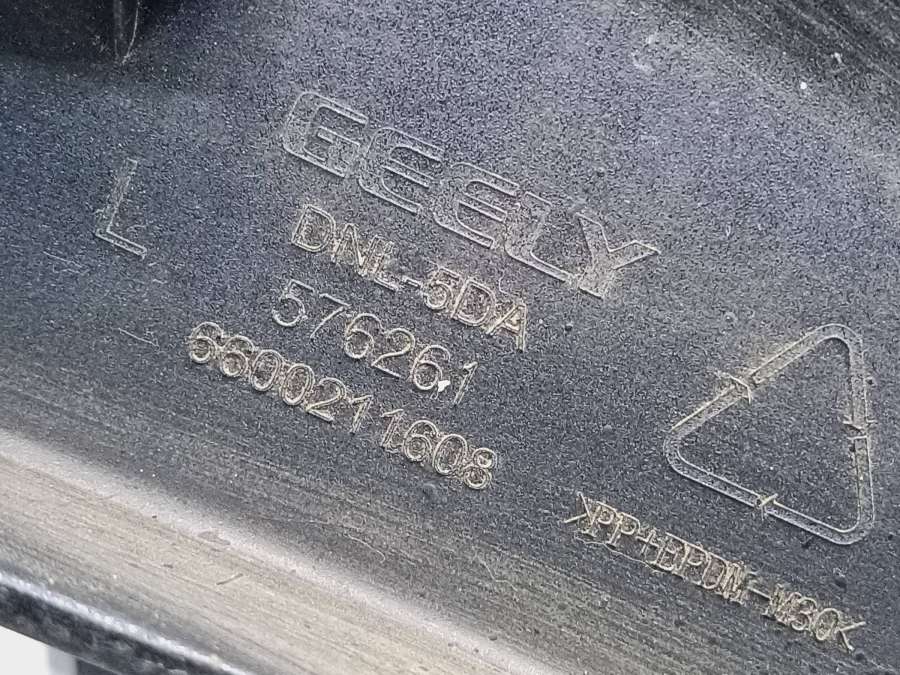 GEELY
L
DNL-5DA
576261
6600211608
>PP+EPDM-M30<